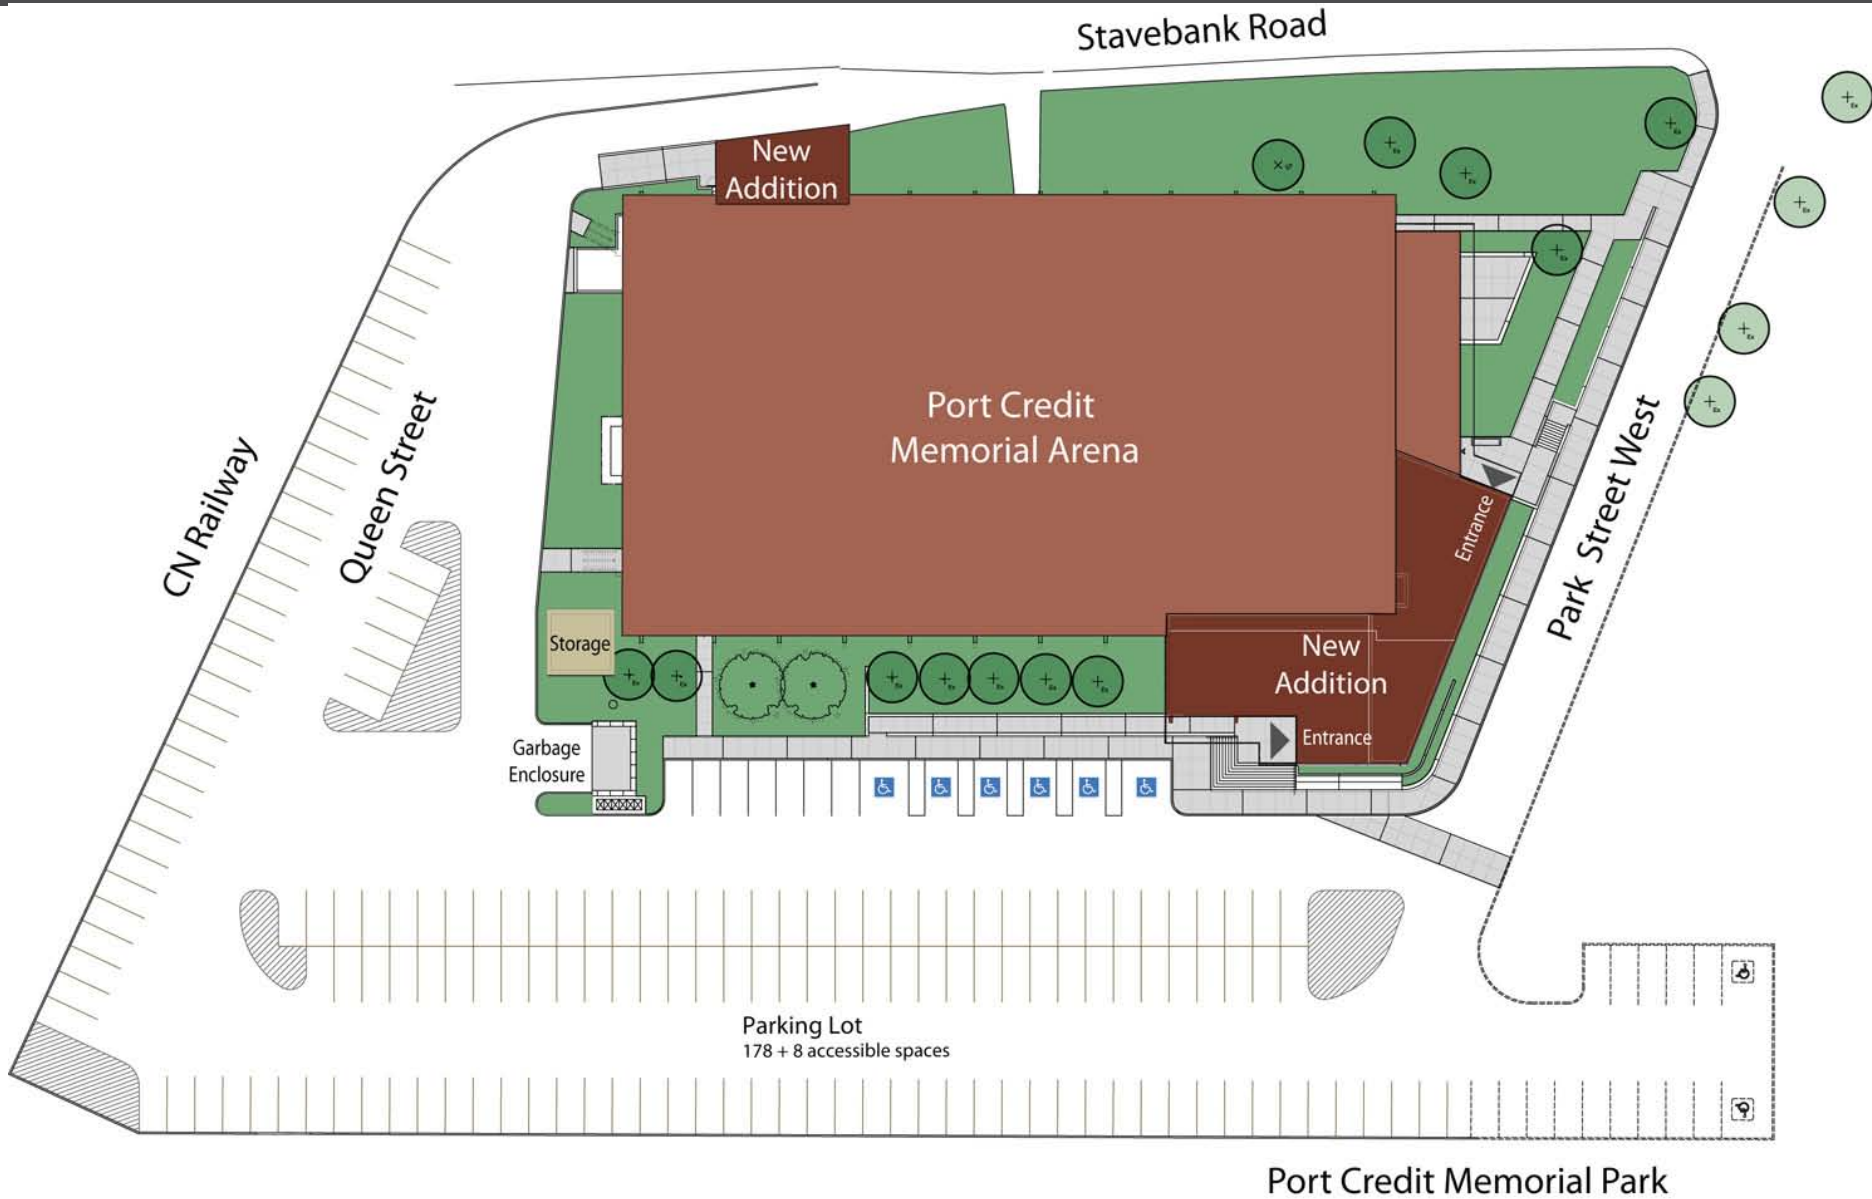 Stavebank Road
New
Addition
Port Credit
Memorial Arena
CN Railway
Queen Street
Park Street West
Entrance
Storage
New
Addition
Entrance
Garbage
Enclosure
Parking Lot
178 + 8 accessible spaces
Port Credit Memorial Park